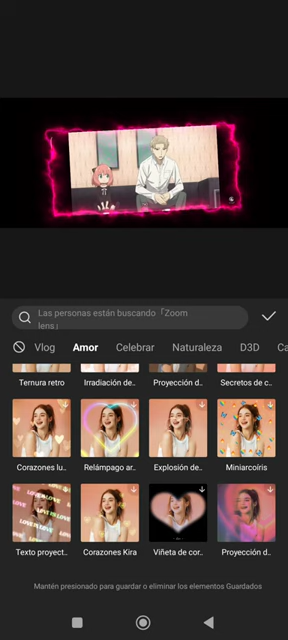 Las personas están buscando「Zoom
lens」
Vlog Amor Celebrar Naturaleza D3D Ca
Ternura retro Irradiación de.. Proyección d.. Secretos de c..
Corazones lu.. Relámpago ar.. Explosión de.. Miniarcoíris
Texto proyect.. Corazones Kira Viñeta de cor.. Proyección d..
Mantén presionado para guardar o eliminar los elementos Guardados